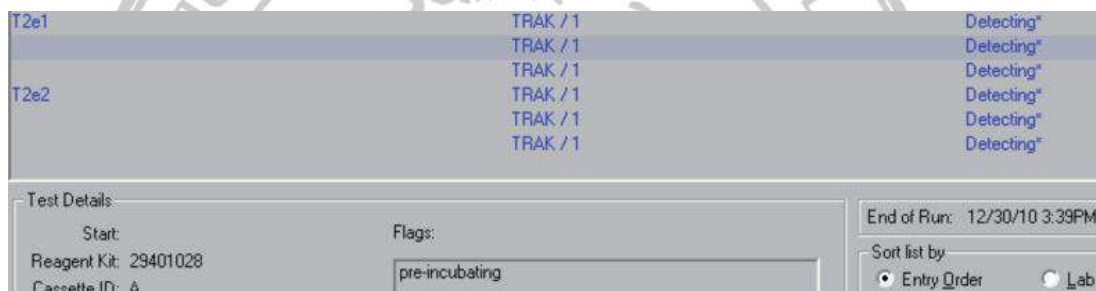 T2e1 TRAK / 1 Detecting*
TRAK / 1 Detecting*
TRAK / 1 Detecting*
T2e2 TRAK / 1 Detecting*
TRAK / 1 Detecting*
TRAK / 1 Detecting*
Test Details
Start:
Flags:
Reagent Kit: 29401028
pre-incubating
Cassette ID: A
End of Run: 12/30/10 3:39PM
Sort list by
Entry Order Lab